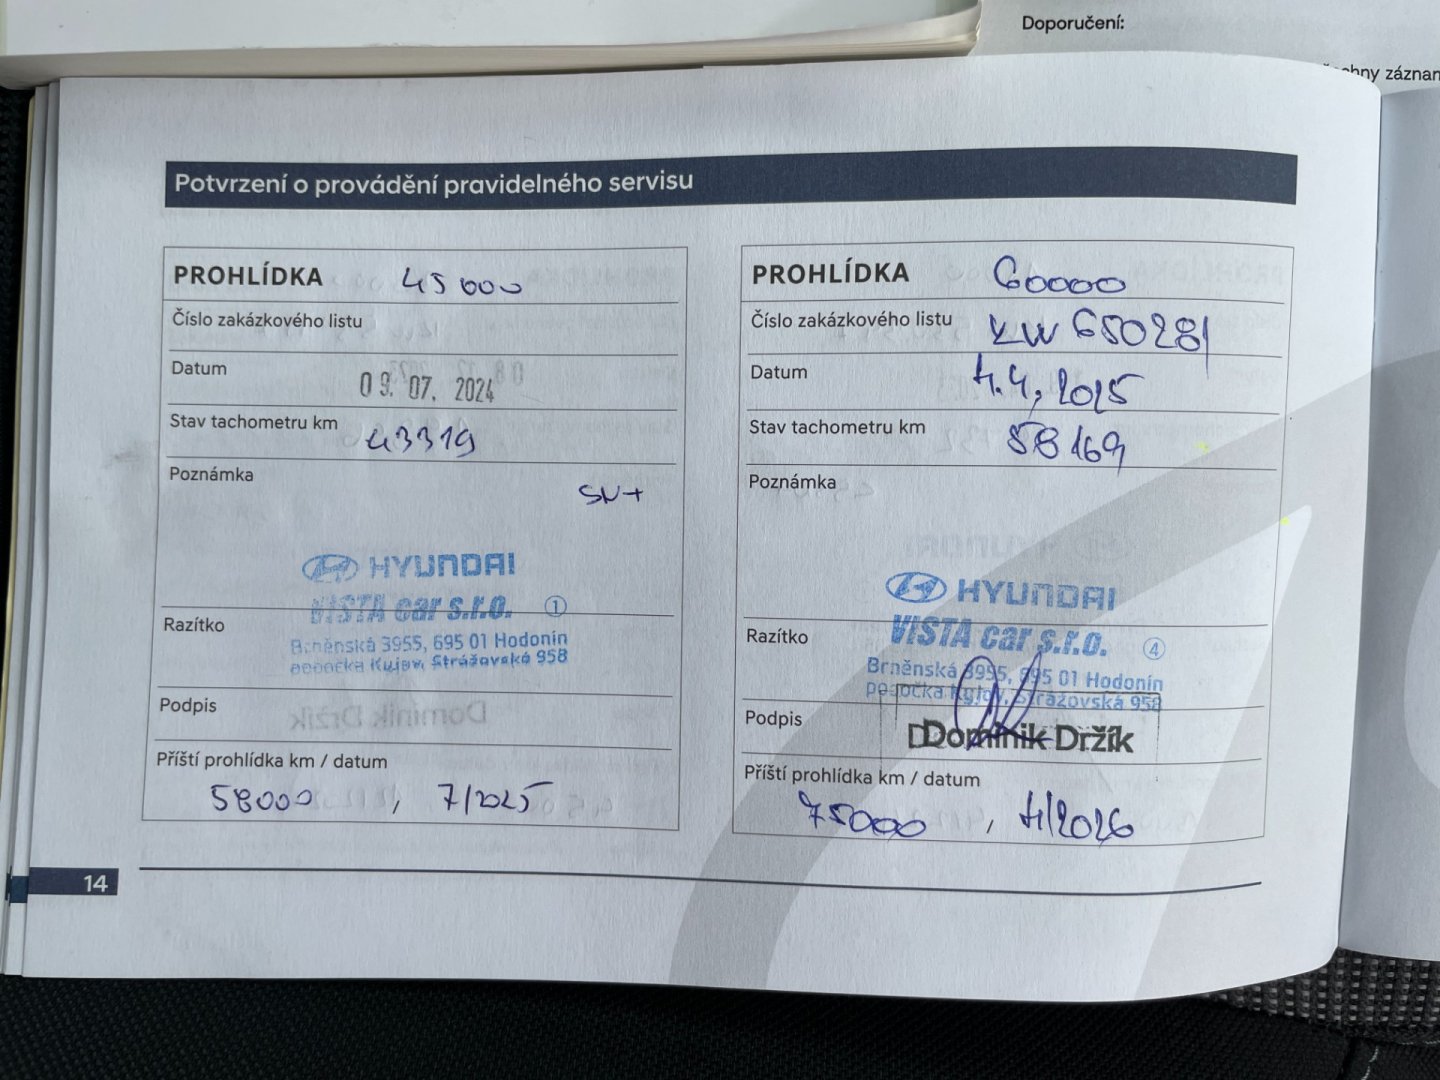 Doporučení:
záznam
Potvrzení o provádění pravidelného servisu
PROHLÍDKA 45000
Číslo zakázkového listu
Datum 09. 07. 2024
Stav tachometru km 43319
Poznámka
SN+
HYUNDAI
VISTA car s.r.o. 1
Brněnská 3955, 695 01 Hodonín
pobočka Kyjov, Strážovská 958
Razítko
Podpis
Příští prohlídka km / datum
58000 , 7/2025
PROHLÍDKA 60000
Číslo zakázkového listu KW 650281
Datum 4.4.2025
Stav tachometru km 58169
Poznámka
HYUNDAI
VISTA car s.r.o. 4
Razítko
Brněnská 3955, 695 01 Hodonín
pobočka Kyjov, Strážovská 958
Podpis Dominik Držík
Příští prohlídka km / datum
75000 , 4/2026
14